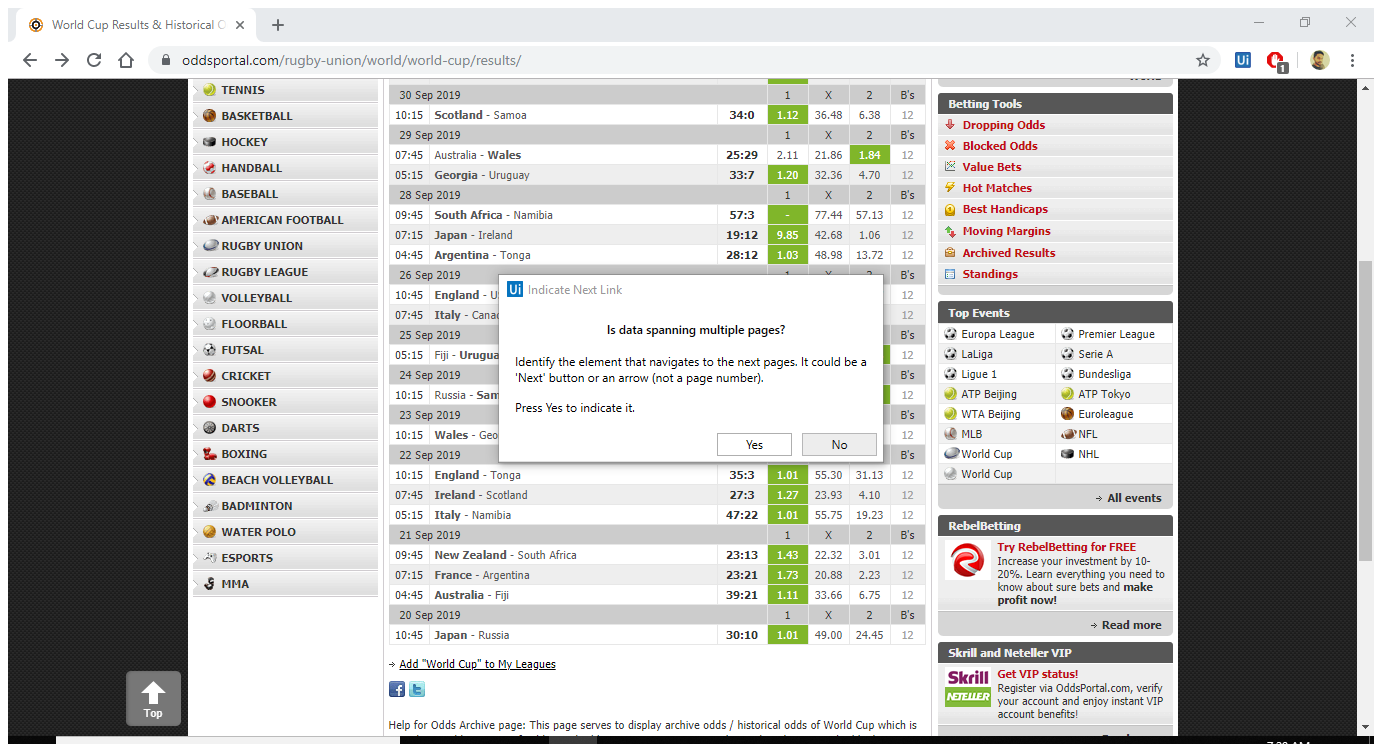 World Cup Results & Historical O
oddsportal.com/rugby-union/world/world-cup/results/
Ui
1
TENNIS
BASKETBALL
HOCKEY
HANDBALL
BASEBALL
AMERICAN FOOTBALL
RUGBY UNION
RUGBY LEAGUE
VOLLEYBALL
FLOORBALL
FUTSAL
CRICKET
SNOOKER
DARTS
BOXING
BEACH VOLLEYBALL
BADMINTON
WATER POLO
ESPORTS
MMA
Top
30 Sep 2019 1 X 2 B's
10:15 Scotland - Samoa 34:0 1.12 36.48 6.38 12
29 Sep 2019 1 X 2 B's
07:45 Australia - Wales 25:29 2.11 21.86 1.84 12
05:15 Georgia - Uruguay 33:7 1.20 32.36 4.70 12
28 Sep 2019 1 X 2 B's
09:45 South Africa - Namibia 57:3 - 77.44 57.13 12
07:15 Japan - Ireland 19:12 9.85 42.68 1.06 12
04:45 Argentina - Tonga 28:12 1.03 48.98 13.72 12
26 Sep 2019 B's
10:45 England - U 12
07:45 Italy - Cana 12
25 Sep 2019 B's
05:15 Fiji - Urugua 12
24 Sep 2019 B's
10:15 Russia - Sam 12
23 Sep 2019 B's
10:15 Wales - Geo 12
22 Sep 2019 B's
10:15 England - Tonga 35:3 1.01 55.30 31.13 12
07:45 Ireland - Scotland 27:3 1.27 23.93 4.10 12
05:15 Italy - Namibia 47:22 1.01 55.75 19.23 12
21 Sep 2019 1 X 2 B's
09:45 New Zealand - South Africa 23:13 1.43 22.32 3.01 12
07:15 France - Argentina 23:21 1.73 20.88 2.23 12
04:45 Australia - Fiji 39:21 1.11 33.66 6.75 12
20 Sep 2019 1 X 2 B's
10:45 Japan - Russia 30:10 1.01 49.00 24.45 12
Add "World Cup" to My Leagues
Help for Odds Archive page: This page serves to display archive odds / historical odds of World Cup which is
Ui Indicate Next Link
Is data spanning multiple pages?
Identify the element that navigates to the next pages. It could be a
'Next' button or an arrow (not a page number).
Press Yes to indicate it.
Yes No
Betting Tools
Dropping Odds
Blocked Odds
Value Bets
Hot Matches
Best Handicaps
Moving Margins
Archived Results
Standings
Top Events
Europa League Premier League
LaLiga Serie A
Ligue 1 Bundesliga
ATP Beijing ATP Tokyo
WTA Beijing Euroleague
MLB NFL
World Cup NHL
World Cup
All events
RebelBetting
Try RebelBetting for FREE
Increase your investment by 10-
20%. Learn everything you need to
know about sure bets and make
profit now!
Read more
Skrill and Neteller VIP
Skrill
NETELLER
Get VIP status!
Register via OddsPortal.com, verify
your account and enjoy instant VIP
account benefits!